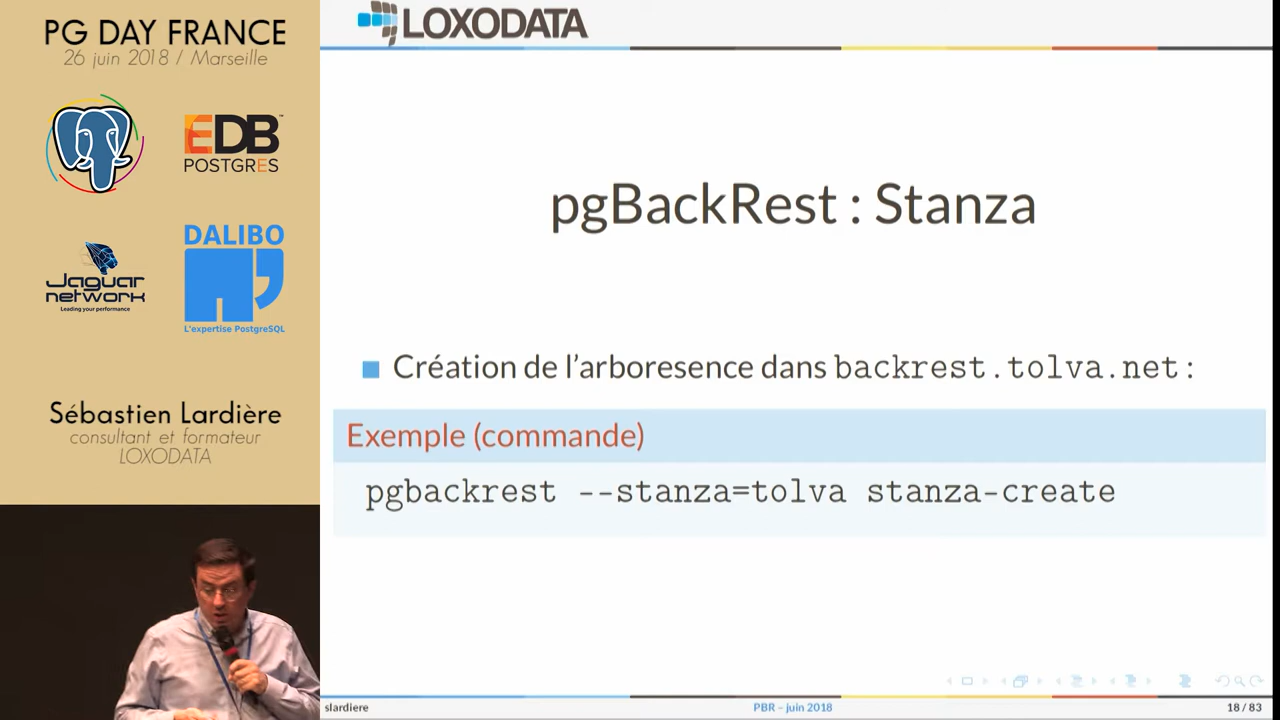 PG DAY FRANCE
26 juin 2018 / Marseille
EDB
POSTGRES
Jaguar
network
Leading your performance
DALIBO
L'expertise PostgreSQL
Sébastien Lardière
consultant et formateur
LOXODATA
LOXODATA
pgBackRest : Stanza
Création de l'arboresence dans backrest.tolva.net:
Exemple (commande)
pgbackrest --stanza=tolva stanza-create
slardiere
PBR – juin 2018
18 / 83